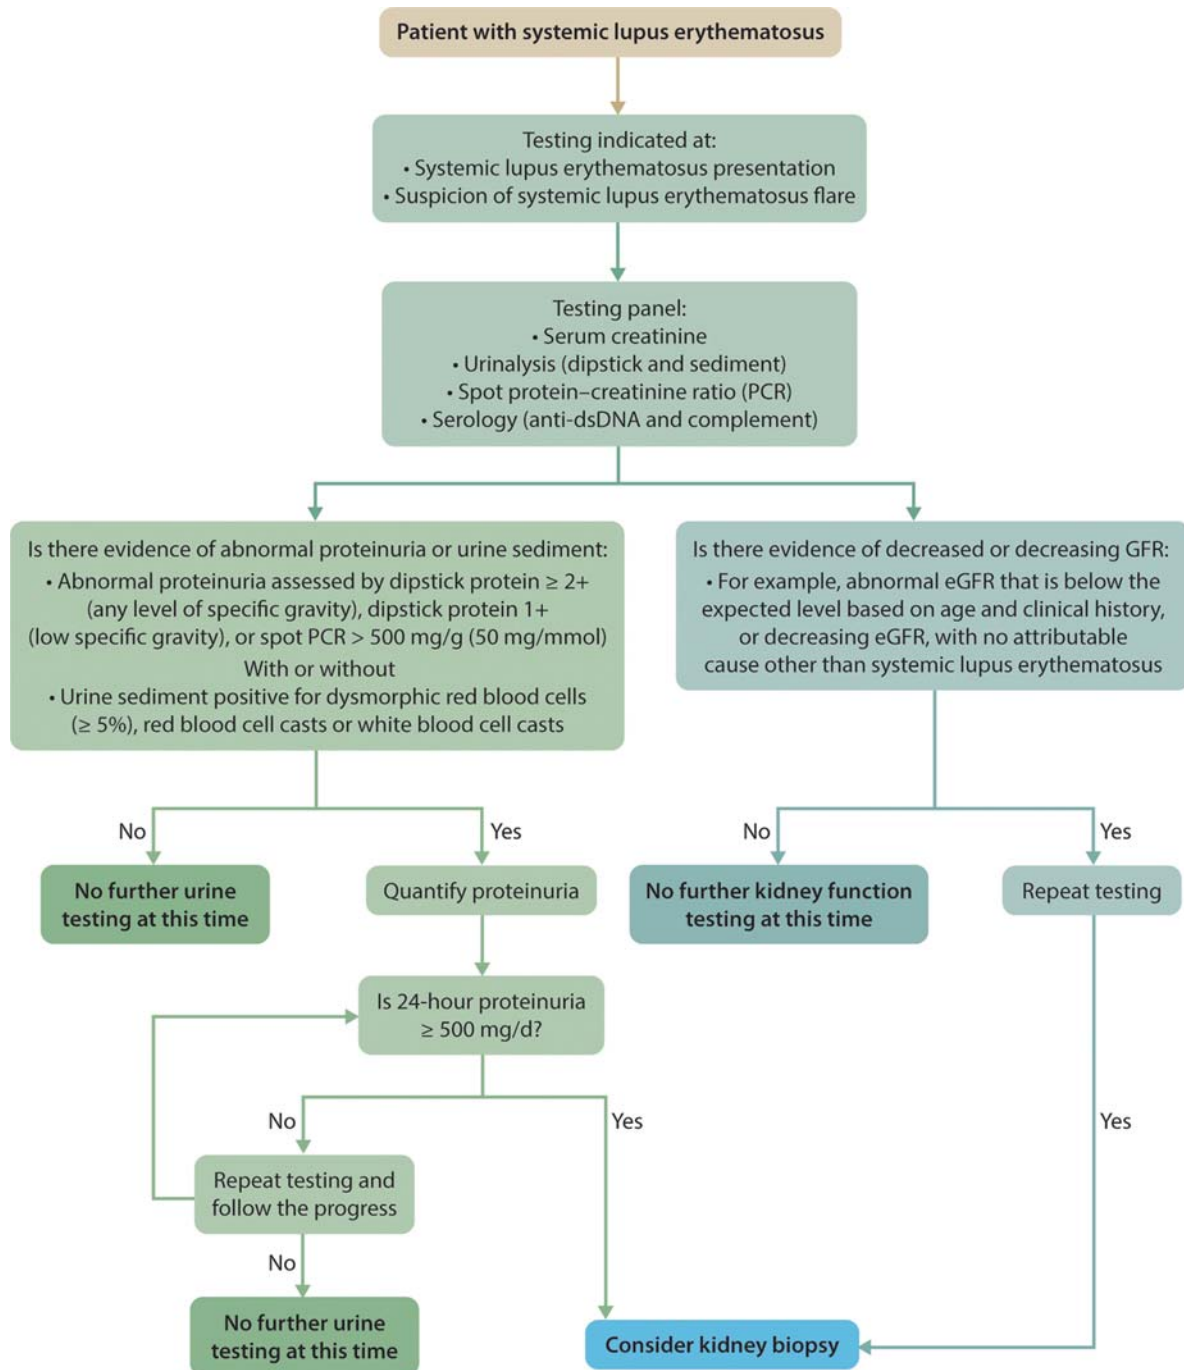 Patient with systemic lupus erythematosus
Testing indicated at:
• Systemic lupus erythematosus presentation
• Suspicion of systemic lupus erythematosus flare
Testing panel:
• Serum creatinine
• Urinalysis (dipstick and sediment)
• Spot protein–creatinine ratio (PCR)
• Serology (anti-dsDNA and complement)
Is there evidence of abnormal proteinuria or urine sediment:
• Abnormal proteinuria assessed by dipstick protein ≥ 2+
(any level of specific gravity), dipstick protein 1+
(low specific gravity), or spot PCR > 500 mg/g (50 mg/mmol)
With or without
• Urine sediment positive for dysmorphic red blood cells
(≥ 5%), red blood cell casts or white blood cell casts
Is there evidence of decreased or decreasing GFR:
• For example, abnormal eGFR that is below the
expected level based on age and clinical history,
or decreasing eGFR, with no attributable
cause other than systemic lupus erythematosus
No
Yes
No
Yes
No further urine
testing at this time
Quantify proteinuria
No further kidney function
testing at this time
Repeat testing
Is 24-hour proteinuria
≥ 500 mg/d?
No
Yes
Yes
Repeat testing and
follow the progress
No
No further urine
testing at this time
Consider kidney biopsy